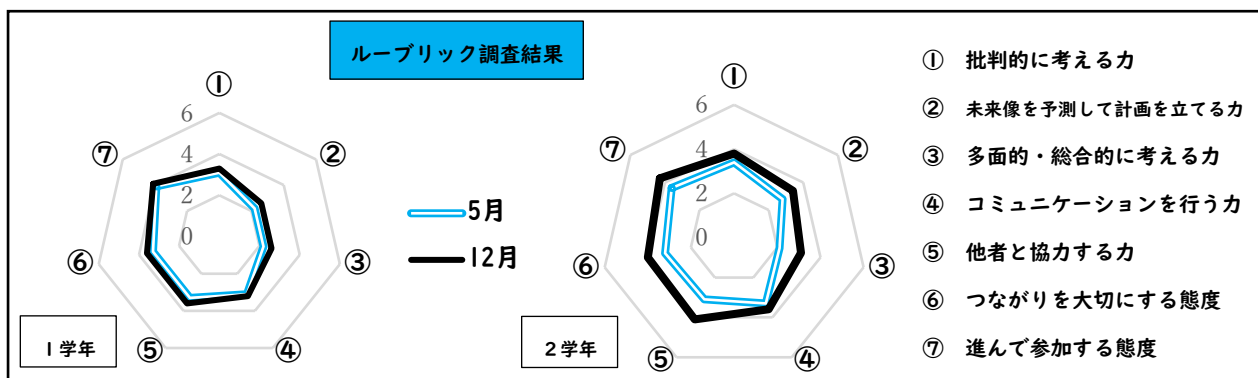 ルーブリック調査結果
①
②
③
④
⑤
⑥
⑦
6
4
2
0
1学年
5月
12月
①
②
③
④
⑤
⑥
⑦
6
4
2
0
2学年
① 批判的に考える力
② 未来像を予測して計画を立てる力
③ 多面的・総合的に考える力
④ コミュニケーションを行う力
⑤ 他者と協力する力
⑥ つながりを大切にする態度
⑦ 進んで参加する態度